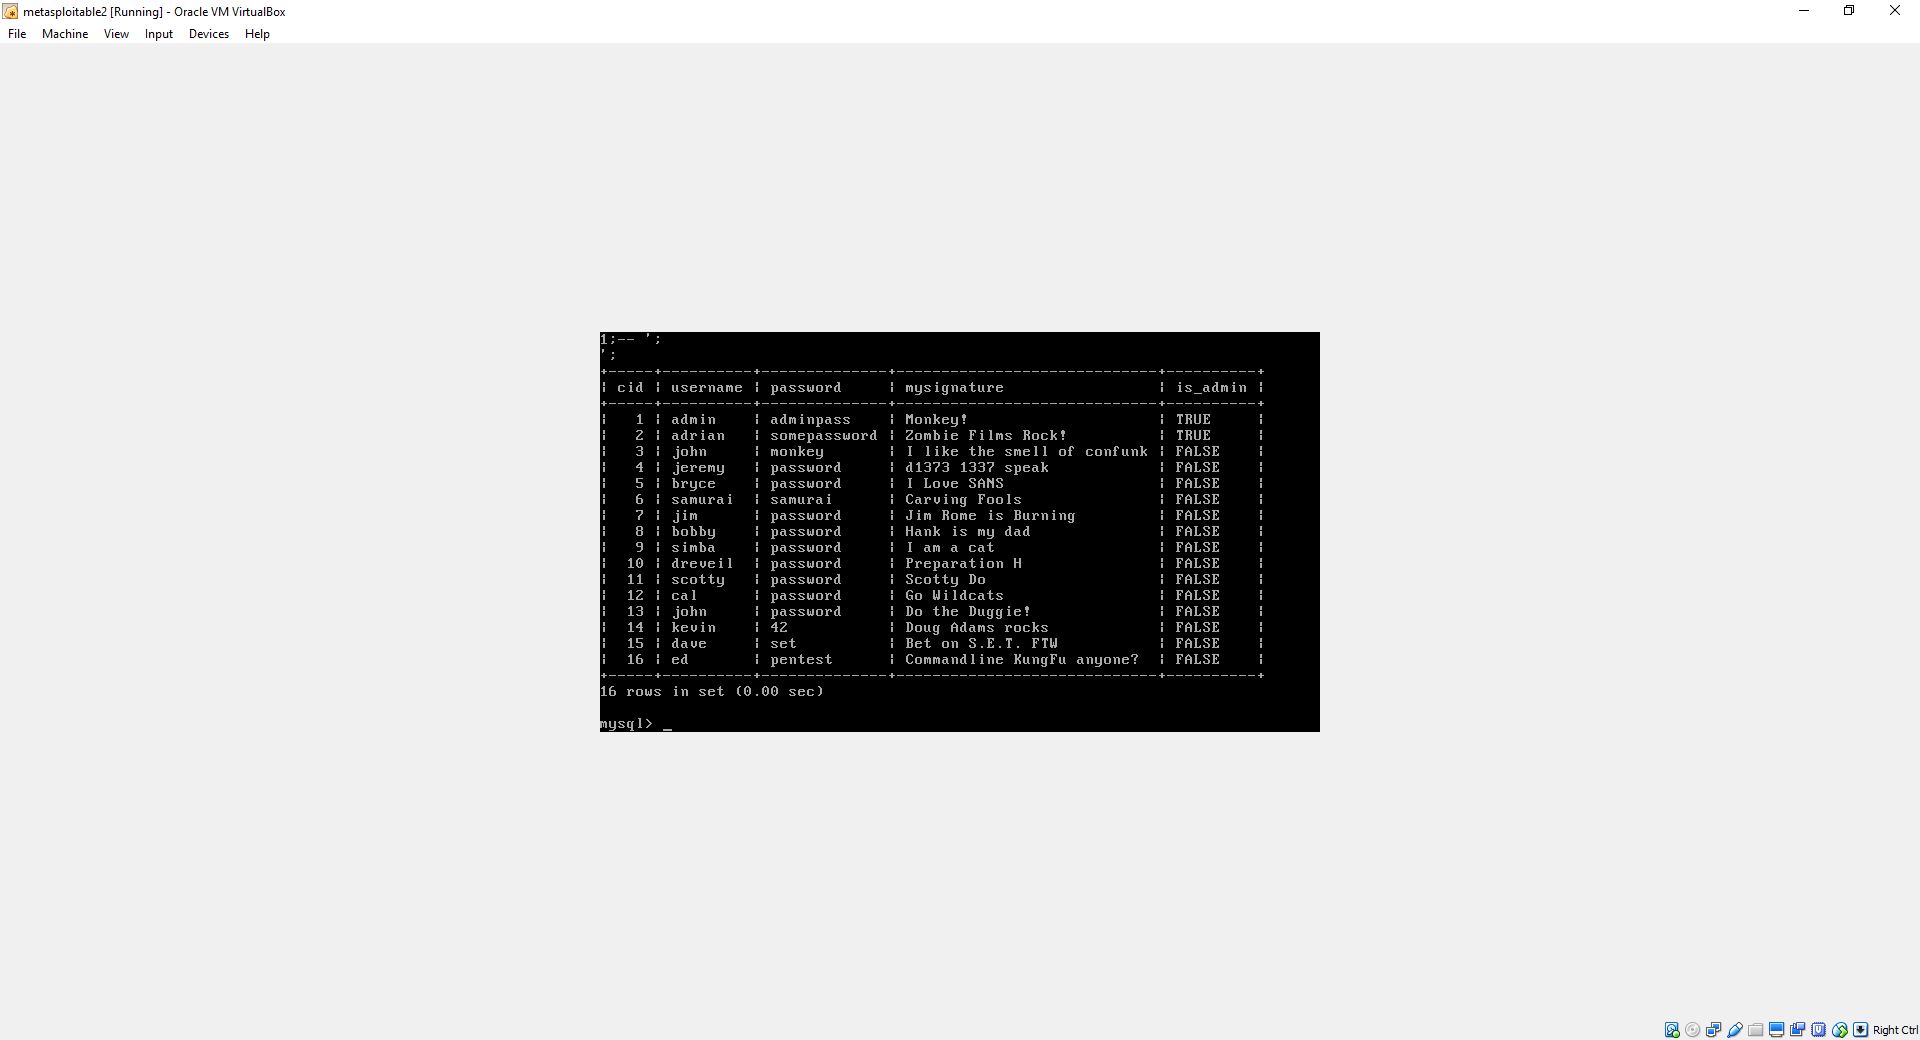 metasploitable2 [Running] - Oracle VM VirtualBox
File Machine View Input Devices Help
1;-- ';
';
+-----+----------+--------------+-----------------------------+----------+
| cid | username | password     | mysignature                 | is_admin |
+-----+----------+--------------+-----------------------------+----------+
|   1 | admin    | adminpass    | Monkey!                     | TRUE     |
|   2 | adrian   | somepassword | Zombie Films Rock!          | TRUE     |
|   3 | john     | monkey       | I like the smell of confunk | FALSE    |
|   4 | jeremy   | password     | d1373 1337 speak            | FALSE    |
|   5 | bryce    | password     | I Love SANS                 | FALSE    |
|   6 | samurai  | samurai      | Carving Fools               | FALSE    |
|   7 | jim      | password     | Jim Rome is Burning         | FALSE    |
|   8 | bobby    | password     | Hank is my dad              | FALSE    |
|   9 | simba    | password     | I am a cat                  | FALSE    |
|  10 | dreveil  | password     | Preparation H               | FALSE    |
|  11 | scotty   | password     | Scotty Do                   | FALSE    |
|  12 | cal      | password     | Go Wildcats                 | FALSE    |
|  13 | john     | password     | Do the Duggie!              | FALSE    |
|  14 | kevin    | 42           | Doug Adams rocks            | FALSE    |
|  15 | dave     | set          | Bet on S.E.T. FTW           | FALSE    |
|  16 | ed       | pentest      | Commandline KungFu anyone?  | FALSE    |
+-----+----------+--------------+-----------------------------+----------+
16 rows in set (0.00 sec)
mysql> _
Right Ctrl